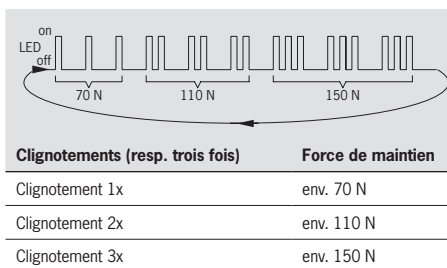 on
LED
off
70 N 110 N 150 N
Clignotements (resp. trois fois) Force de maintien
Clignotement 1x env. 70 N
Clignotement 2x env. 110 N
Clignotement 3x env. 150 N